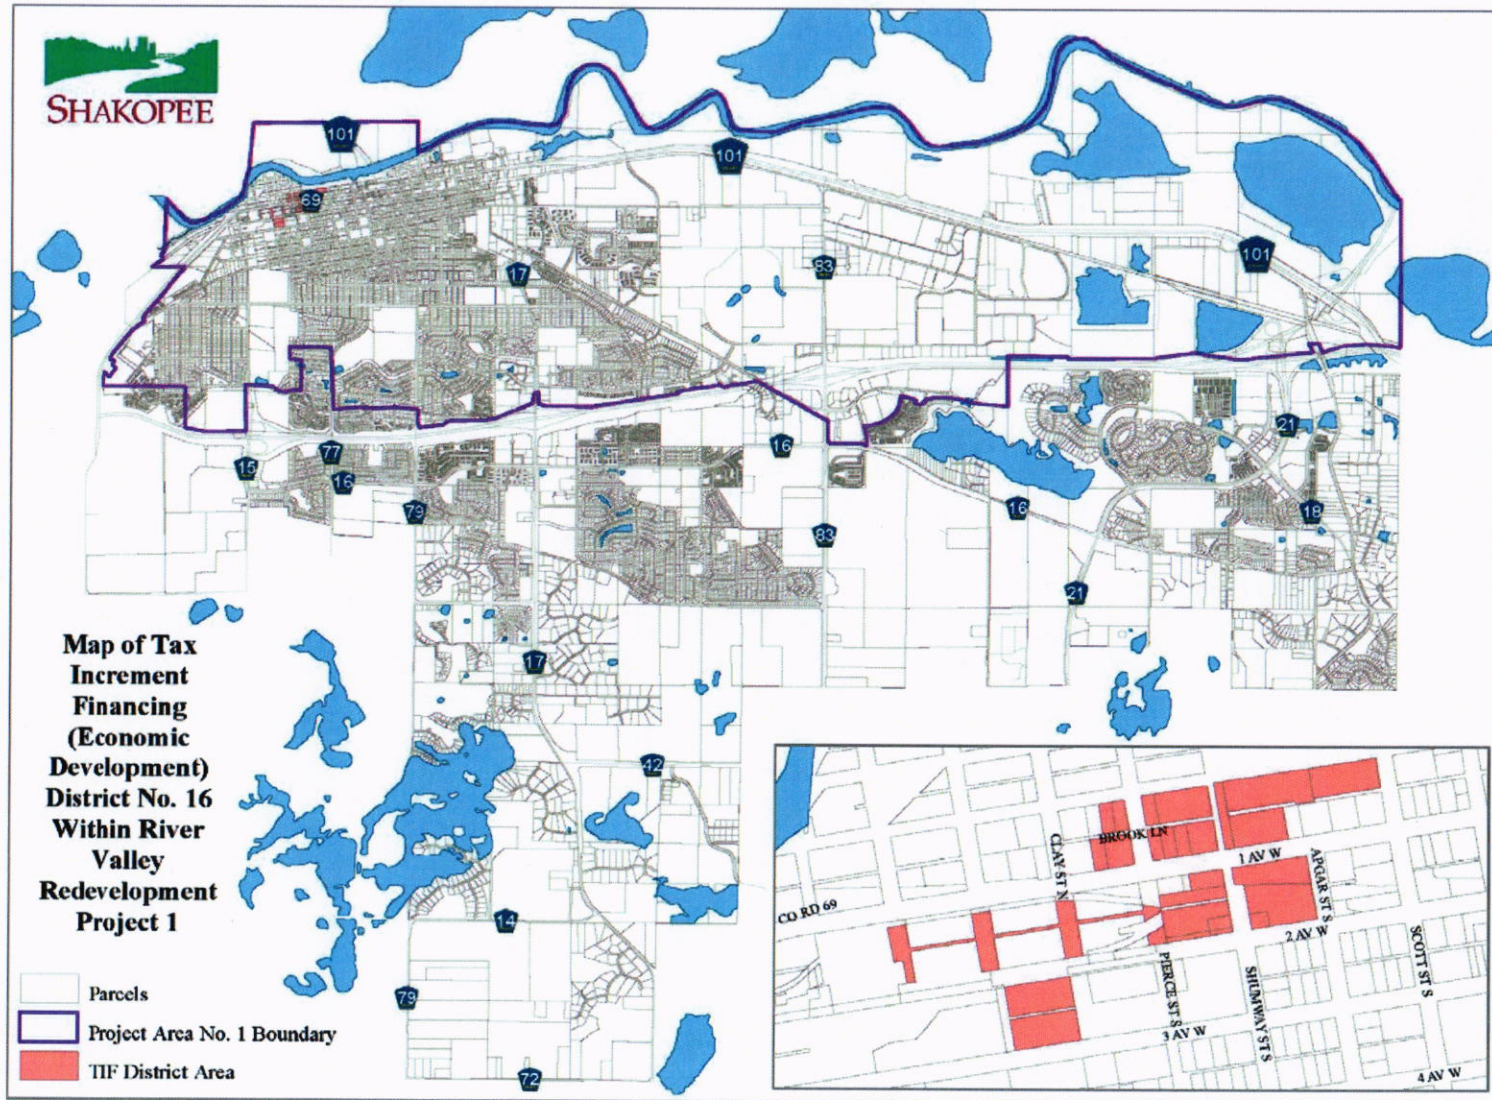 SHAKOPEE
101
101
69
17
83
101
77
15
16
79
16
21
83
16
18
21
Map of Tax
Increment
Financing
(Economic
Development)
District No. 16
Within River
Valley
Redevelopment
Project 1
17
42
14
79
72
Parcels
Project Area No. 1 Boundary
TIF District Area
BROOK LN
CLAY ST N
1 AV W
APGAR ST S
CO RD 69
2 AV W
SCOTT ST S
PIERCE ST S
SHUMWAY ST S
3 AV W
4 AV W